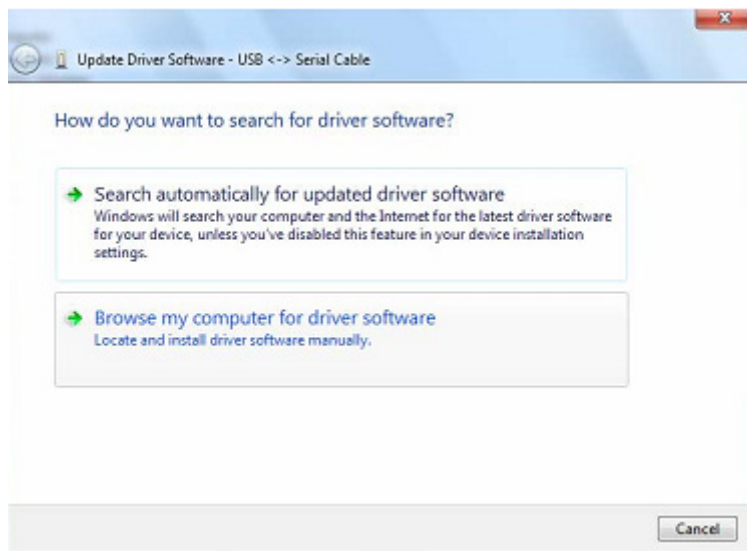 Update Driver Software - USB <-> Serial Cable
How do you want to search for driver software?
Search automatically for updated driver software
Windows will search your computer and the Internet for the latest driver software
for your device, unless you've disabled this feature in your device installation
settings.
Browse my computer for driver software
Locate and install driver software manually.
Cancel